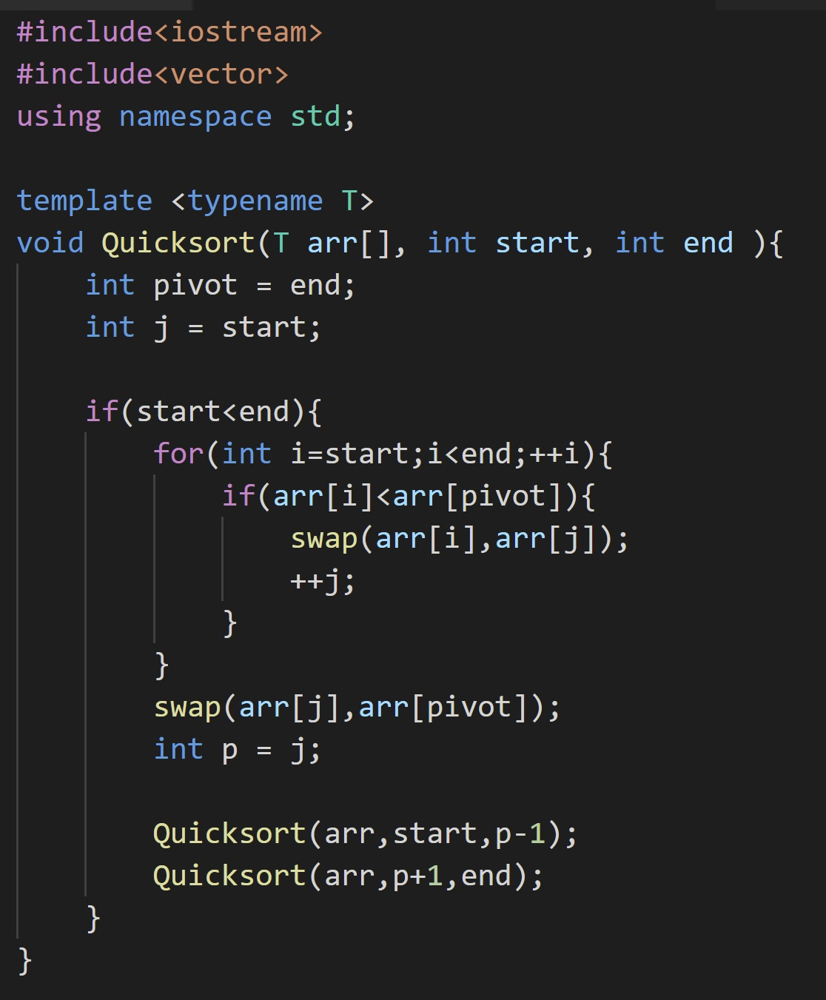 #include<iostream>
#include<vector>
using namespace std;
template <typename T>
void Quicksort(T arr[], int start, int end ){
    int pivot = end;
    int j = start;
    if(start<end){
        for(int i=start;i<end;++i){
            if(arr[i]<arr[pivot]){
                swap(arr[i],arr[j]);
                ++j;
            }
        }
        swap(arr[j],arr[pivot]);
        int p = j;
        Quicksort(arr,start,p-1);
        Quicksort(arr,p+1,end);
    }
}